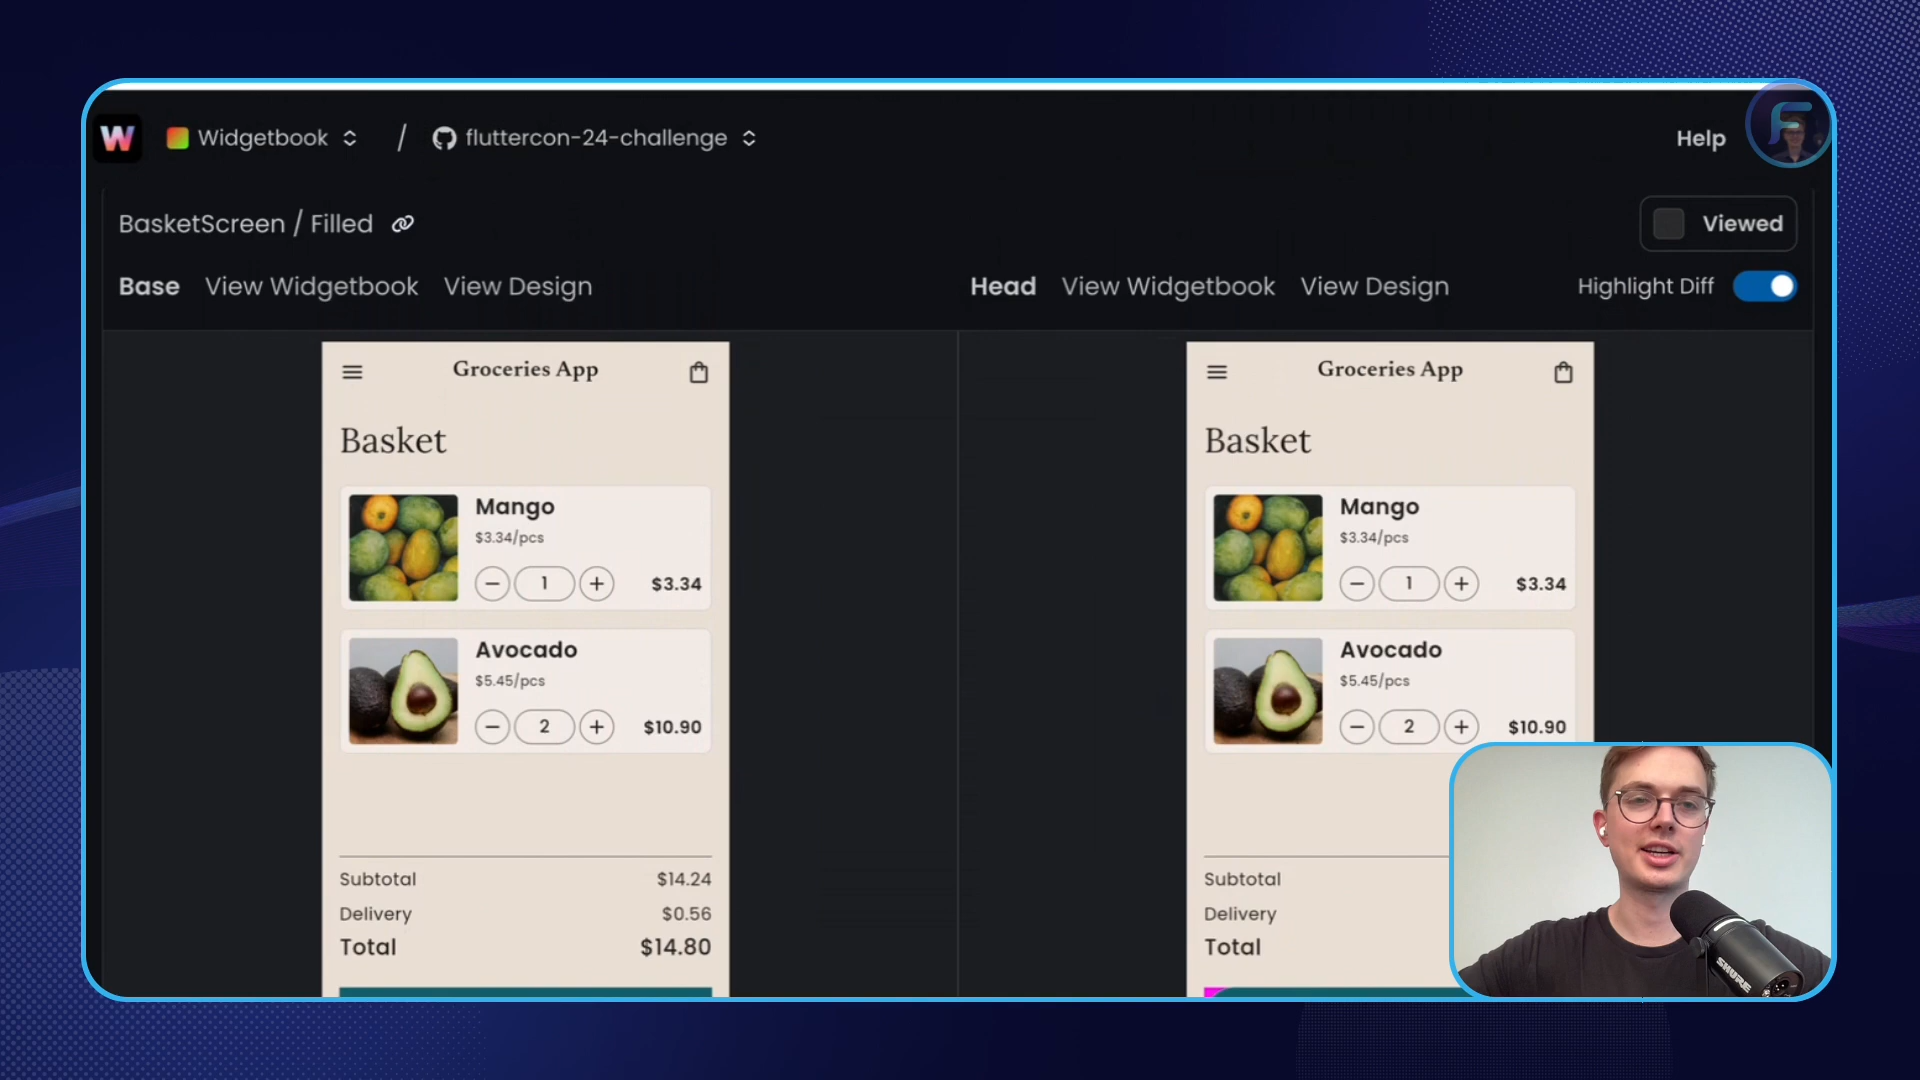 W Widgetbook / fluttercon-24-challenge Help
BasketScreen / Filled Viewed
Base View Widgetbook View Design Head View Widgetbook View Design Highlight Diff
Groceries App
Basket
Mango
$3.34/pcs
1 $3.34
Avocado
$5.45/pcs
2 $10.90
Subtotal $14.24
Delivery $0.56
Total $14.80
Groceries App
Basket
Mango
$3.34/pcs
1 $3.34
Avocado
$5.45/pcs
2 $10.90
Subtotal
Delivery
Total
SHURE